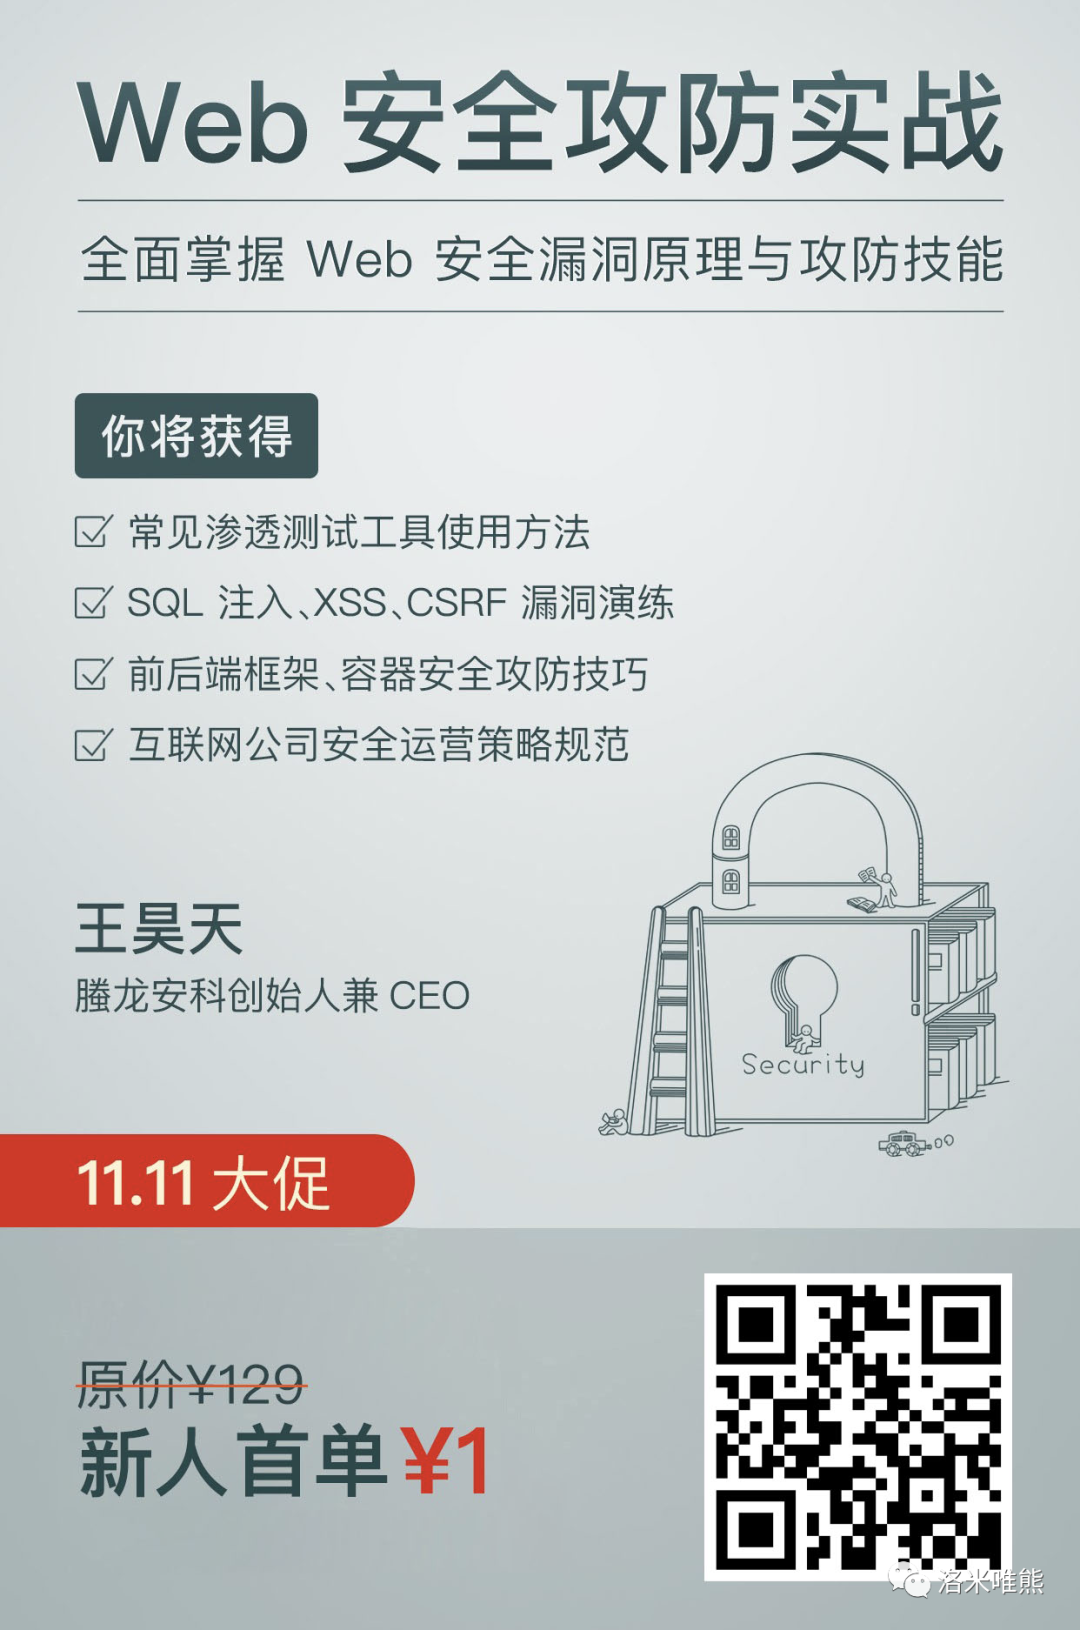 Web 安全攻防实战
全面掌握 Web 安全漏洞原理与攻防技能
你将获得
常见渗透测试工具使用方法
SQL 注入、XSS、CSRF 漏洞演练
前后端框架、容器安全攻防技巧
互联网公司安全运营策略规范
王昊天
螣龙安科创始人兼 CEO
Security
11.11 大促
原价¥129
新人首单¥1
洛米唯熊